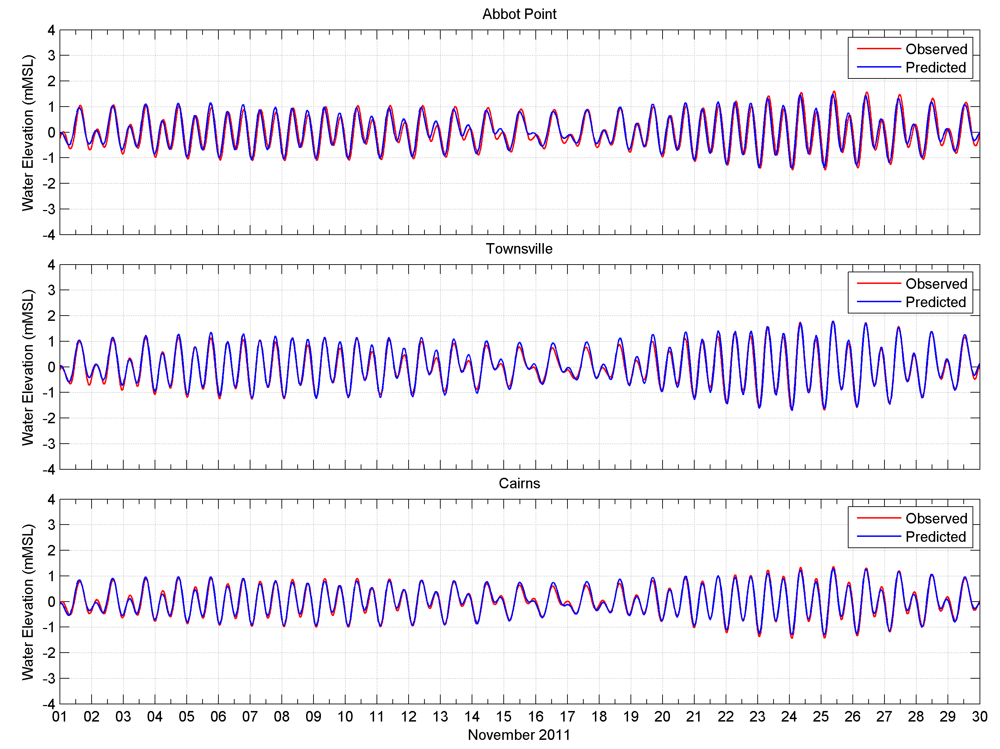 Abbot Point
4
3
2
1
0
-1
-2
-3
-4
Water Elevation (mMSL)
Observed
Predicted
Townsville
4
3
2
1
0
-1
-2
-3
-4
Water Elevation (mMSL)
Observed
Predicted
Cairns
4
3
2
1
0
-1
-2
-3
-4
Water Elevation (mMSL)
Observed
Predicted
01 02 03 04 05 06 07 08 09 10 11 12 13 14 15 16 17 18 19 20 21 22 23 24 25 26 27 28 29 30
November 2011